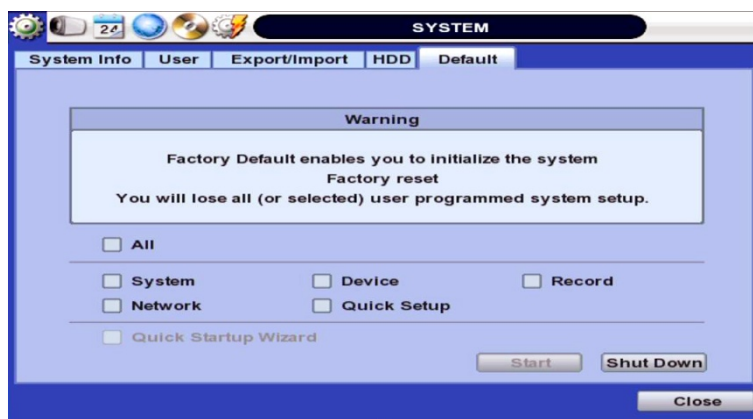 24
SYSTEM
System Info User Export/Import HDD Default
Warning
Factory Default enables you to initialize the system
Factory reset
You will lose all (or selected) user programmed system setup.
All
System Device Record
Network Quick Setup
Quick Startup Wizard
Start Shut Down
Close